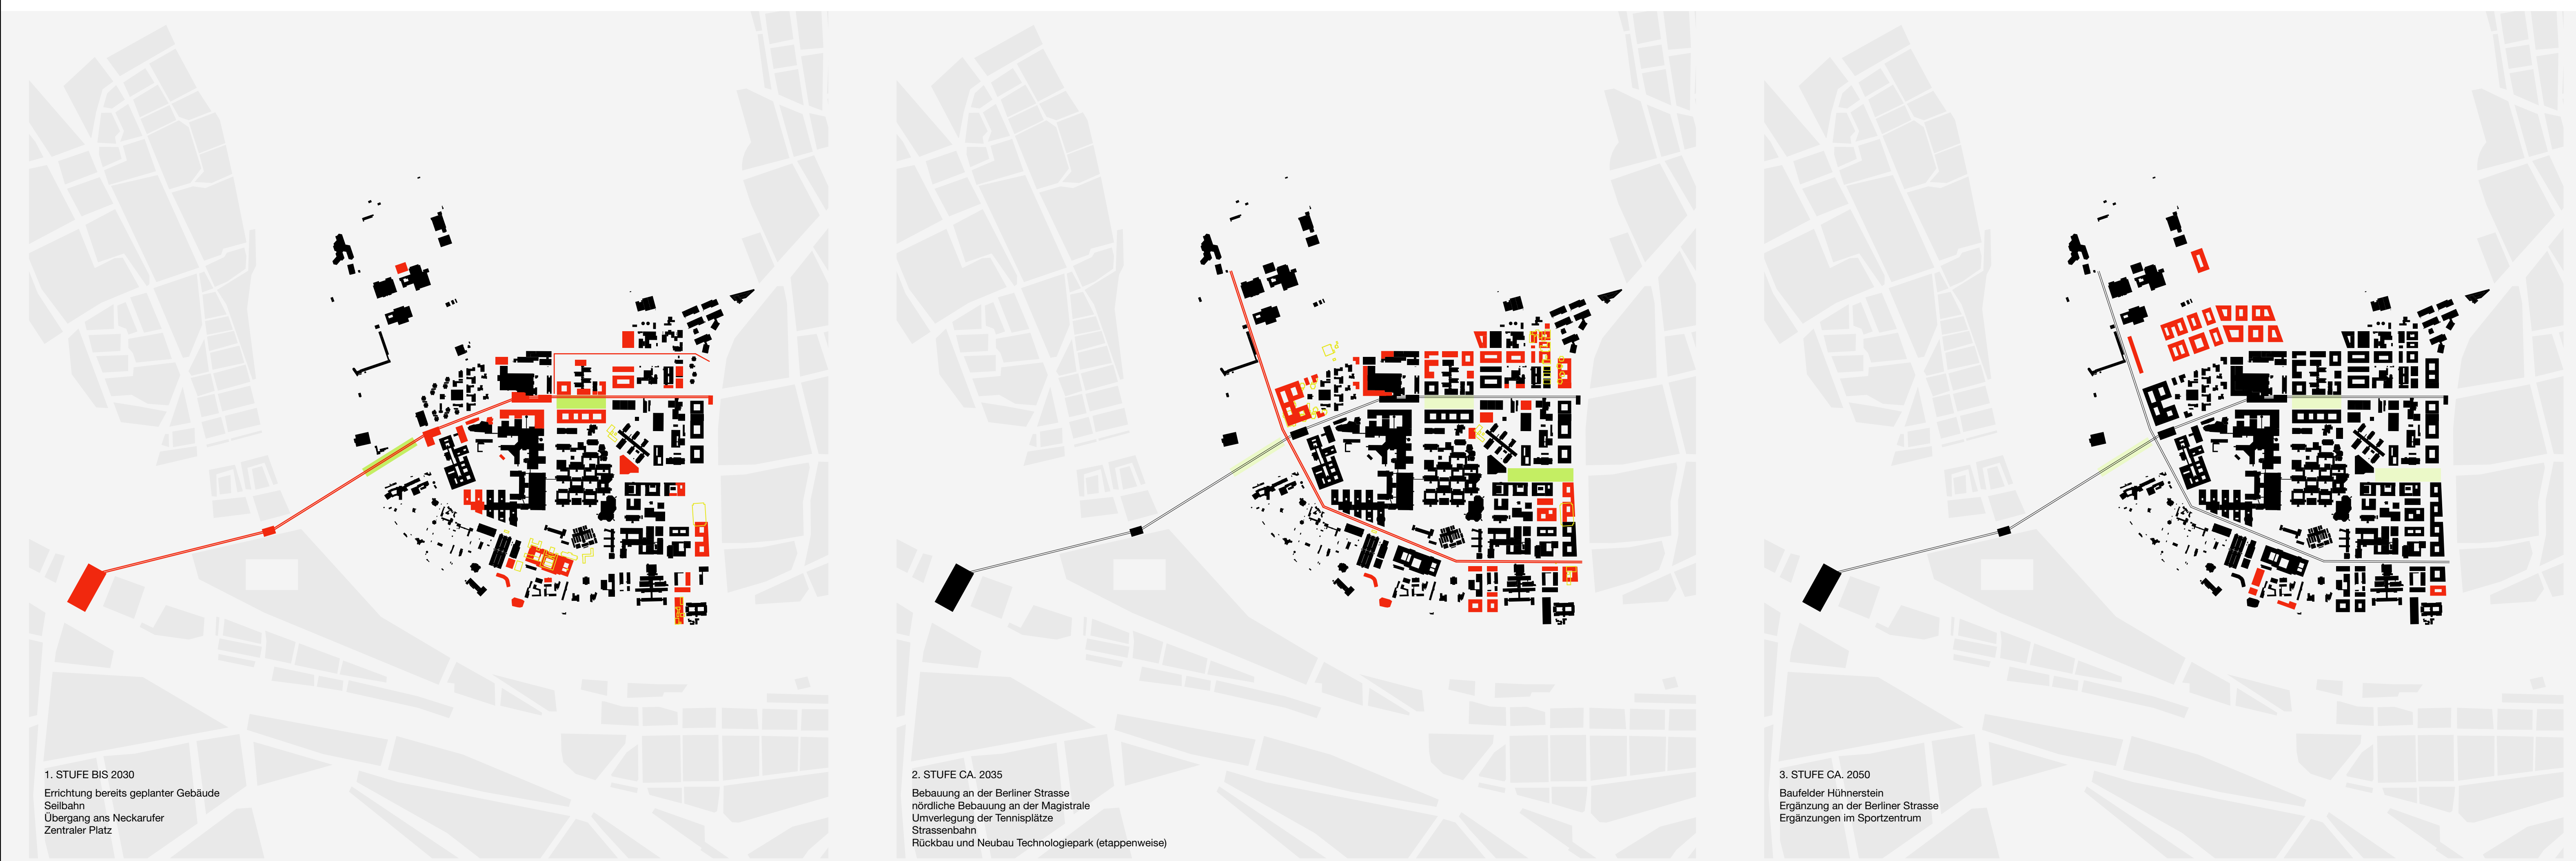 1. STUFE BIS 2030
Errichtung bereits geplanter Gebäude
Seilbahn
Übergang ans Neckarufer
Zentraler Platz
2. STUFE CA. 2035
Bebauung an der Berliner Strasse
nördliche Bebauung an der Magistrale
Umverlegung der Tennisplätze
Strassenbahn
Rückbau und Neubau Technologiepark (etappenweise)
3. STUFE CA. 2050
Baufelder Hühnerstein
Ergänzung an der Berliner Strasse
Ergänzungen im Sportzentrum